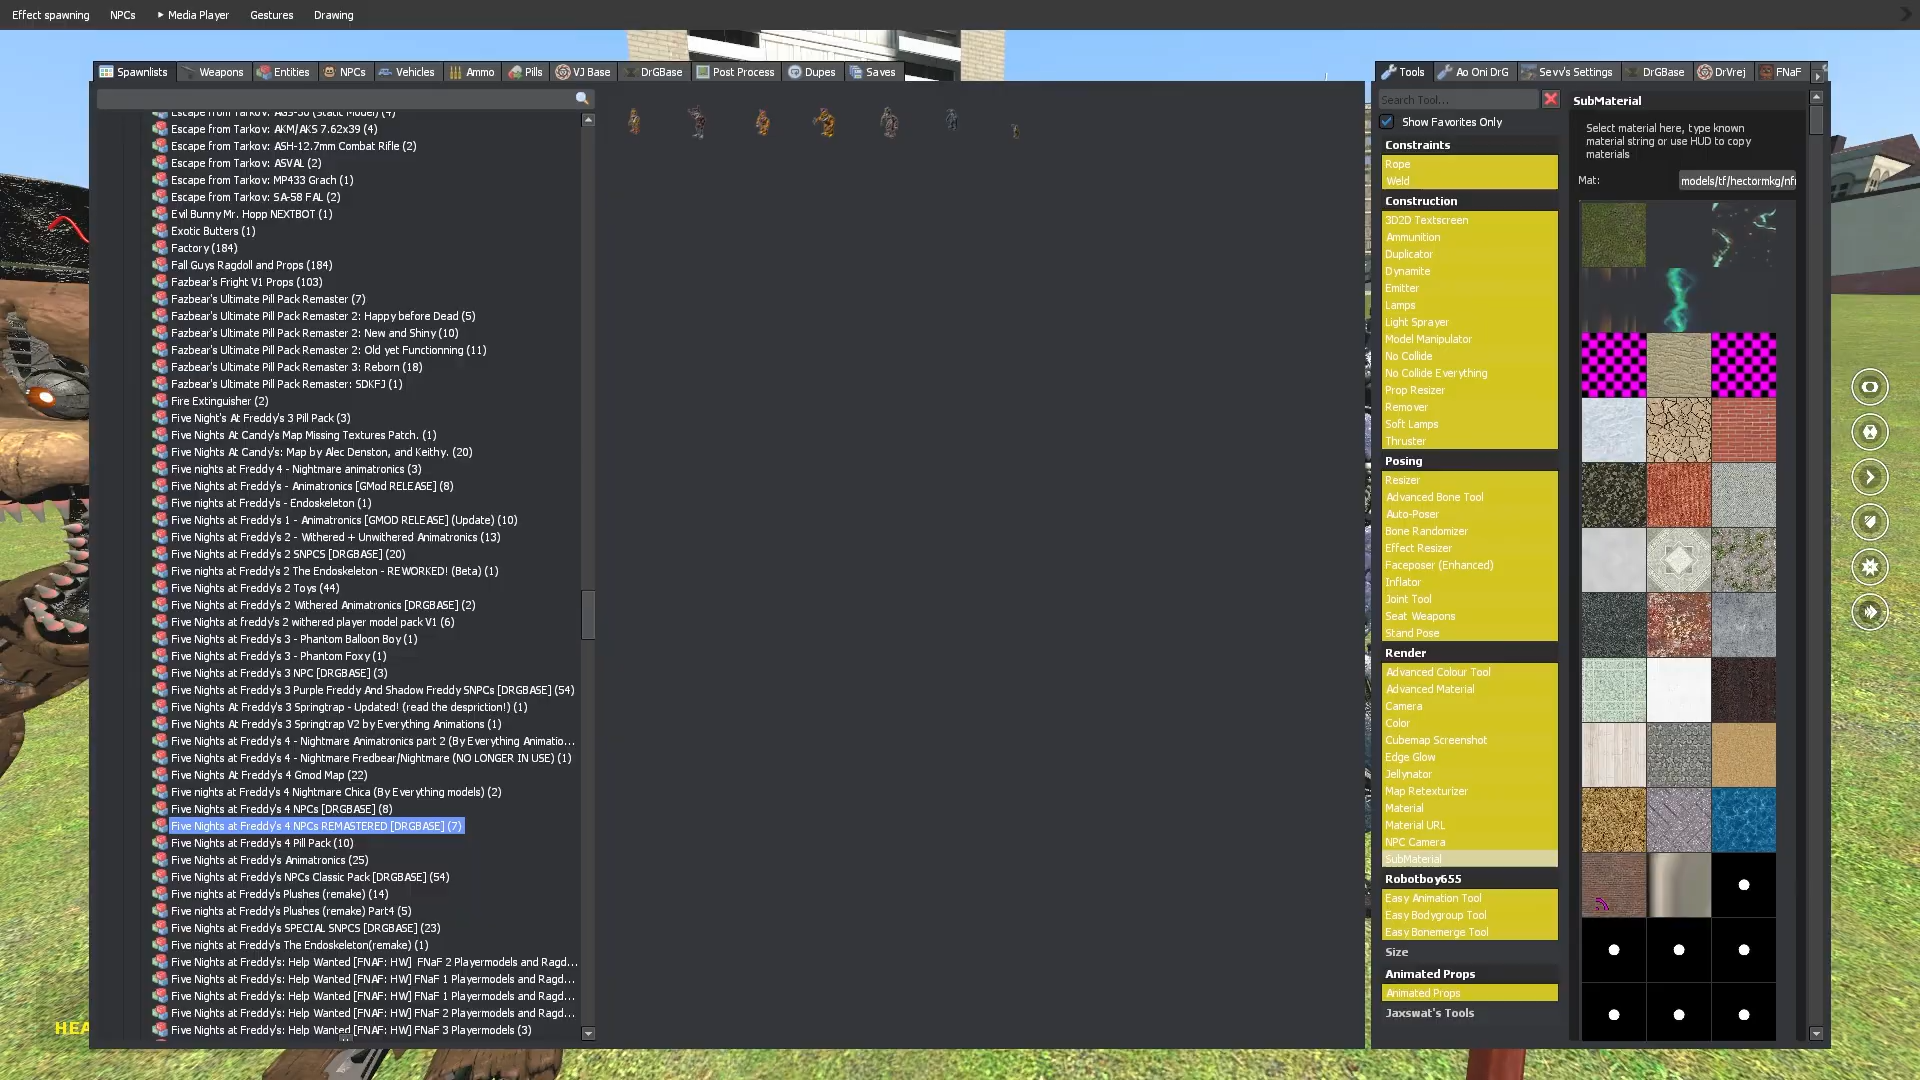 Effect spawning
NPCs
Media Player
Gestures
Drawing
Spawnlists
Weapons
Entities
NPCs
Vehicles
Ammo
Pills
VJ Base
DrGBase
Post Process
Dupes
Saves
Escape from Tarkov: AGS-30 (Static Model) (4)
Escape from Tarkov: AKM/AKS 7.62x39 (4)
Escape from Tarkov: ASH-12.7mm Combat Rifle (2)
Escape from Tarkov: ASVAL (2)
Escape from Tarkov: MP433 Grach (1)
Escape from Tarkov: SA-58 FAL (2)
Evil Bunny Mr. Hopp NEXTBOT (1)
Exotic Butters (1)
Factory (184)
Fall Guys Ragdoll and Props (184)
Fazbear's Fright V1 Props (103)
Fazbear's Ultimate Pill Pack Remaster (7)
Fazbear's Ultimate Pill Pack Remaster 2: Happy before Dead (5)
Fazbear's Ultimate Pill Pack Remaster 2: New and Shiny (10)
Fazbear's Ultimate Pill Pack Remaster 2: Old yet Functionning (11)
Fazbear's Ultimate Pill Pack Remaster 3: Reborn (18)
Fazbear's Ultimate Pill Pack Remaster: SDKFJ (1)
Fire Extinguisher (2)
Five Night's At Freddy's 3 Pill Pack (3)
Five Nights At Candy's Map Missing Textures Patch. (1)
Five Nights At Candy's: Map by Alec Denston, and Keithy. (20)
Five nights at Freddy 4 - Nightmare animatronics (3)
Five Nights at Freddy's - Animatronics [GMod RELEASE] (8)
Five nights at Freddy's - Endoskeleton (1)
Five Nights at Freddy's 1 - Animatronics [GMOD RELEASE] (Update) (10)
Five Nights at Freddy's 2 - Withered + Unwithered Animatronics (13)
Five Nights at Freddy's 2 SNPCS [DRGBASE] (20)
Five nights at Freddy's 2 The Endoskeleton - REWORKED! (Beta) (1)
Five Nights at Freddy's 2 Toys (44)
Five Nights at Freddy's 2 Withered Animatronics [DRGBASE] (2)
Five Nights at freddy's 2 withered player model pack V1 (6)
Five Nights at Freddy's 3 - Phantom Balloon Boy (1)
Five Nights at Freddy's 3 - Phantom Foxy (1)
Five Nights at Freddy's 3 NPC [DRGBASE] (3)
Five Nights at Freddy's 3 Purple Freddy And Shadow Freddy SNPCs [DRGBASE] (54)
Five Nights at Freddy's 3 Springtrap - Updated! (read the despription!) (1)
Five Nights at Freddy's 3 Springtrap V2 by Everything Animations (1)
Five Nights at Freddy's 4 - Nightmare Animatronics part 2 (By Everything Animatio...
Five Nights at Freddy's 4 - Nightmare Fredbear/Nightmare (NO LONGER IN USE) (1)
Five Nights At Freddy's 4 Gmod Map (22)
Five nights at Freddy's 4 Nightmare Chica (By Everything models) (2)
Five Nights at Freddy's 4 NPCs [DRGBASE] (8)
Five Nights at Freddy's 4 NPCs REMASTERED [DRGBASE] (7)
Five Nights at Freddy's 4 Pill Pack (10)
Five Nights at Freddy's Animatronics (25)
Five Nights at Freddy's NPCs Classic Pack [DRGBASE] (54)
Five nights at Freddy's Plushes (remake) (14)
Five nights at Freddy's Plushes (remake) Part4 (5)
Five Nights at Freddy's SPECIAL SNPCS [DRGBASE] (23)
Five nights at Freddy's The Endoskeleton(remake) (1)
Five Nights at Freddy's: Help Wanted [FNAF: HW]  FNaF 2 Playermodels and Ragd...
Five Nights at Freddy's: Help Wanted [FNAF: HW] FNaF 1 Playermodels and Ragd...
Five Nights at Freddy's: Help Wanted [FNAF: HW] FNaF 1 Playermodels and Ragd...
Five Nights at Freddy's: Help Wanted [FNAF: HW] FNaF 2 Playermodels and Ragd...
Five Nights at Freddy's: Help Wanted [FNAF: HW] FNaF 3 Playermodels (3)
HEA
Tools
Ao Oni DrG
Sevv's Settings
DrGBase
DrVrej
FNaF
Search Tool...
Show Favorites Only
Constraints
Rope
Weld
Construction
3D2D Textscreen
Ammunition
Duplicator
Dynamite
Emitter
Lamps
Light Sprayer
Model Manipulator
No Collide
No Collide Everything
Prop Resizer
Remover
Soft Lamps
Thruster
Posing
Resizer
Advanced Bone Tool
Auto-Poser
Bone Randomizer
Effect Resizer
Faceposer (Enhanced)
Inflator
Joint Tool
Seat Weapons
Stand Pose
Render
Advanced Colour Tool
Advanced Material
Camera
Color
Cubemap Screenshot
Edge Glow
Jellynator
Map Retexturizer
Material
Material URL
NPC Camera
SubMaterial
Robotboy655
Easy Animation Tool
Easy Bodygroup Tool
Easy Bonemerge Tool
Size
Animated Props
Animated Props
Jaxswat's Tools
SubMaterial
Select material here, type known
material string or use HUD to copy
materials
Mat:
models/tf/hectormkg/nf